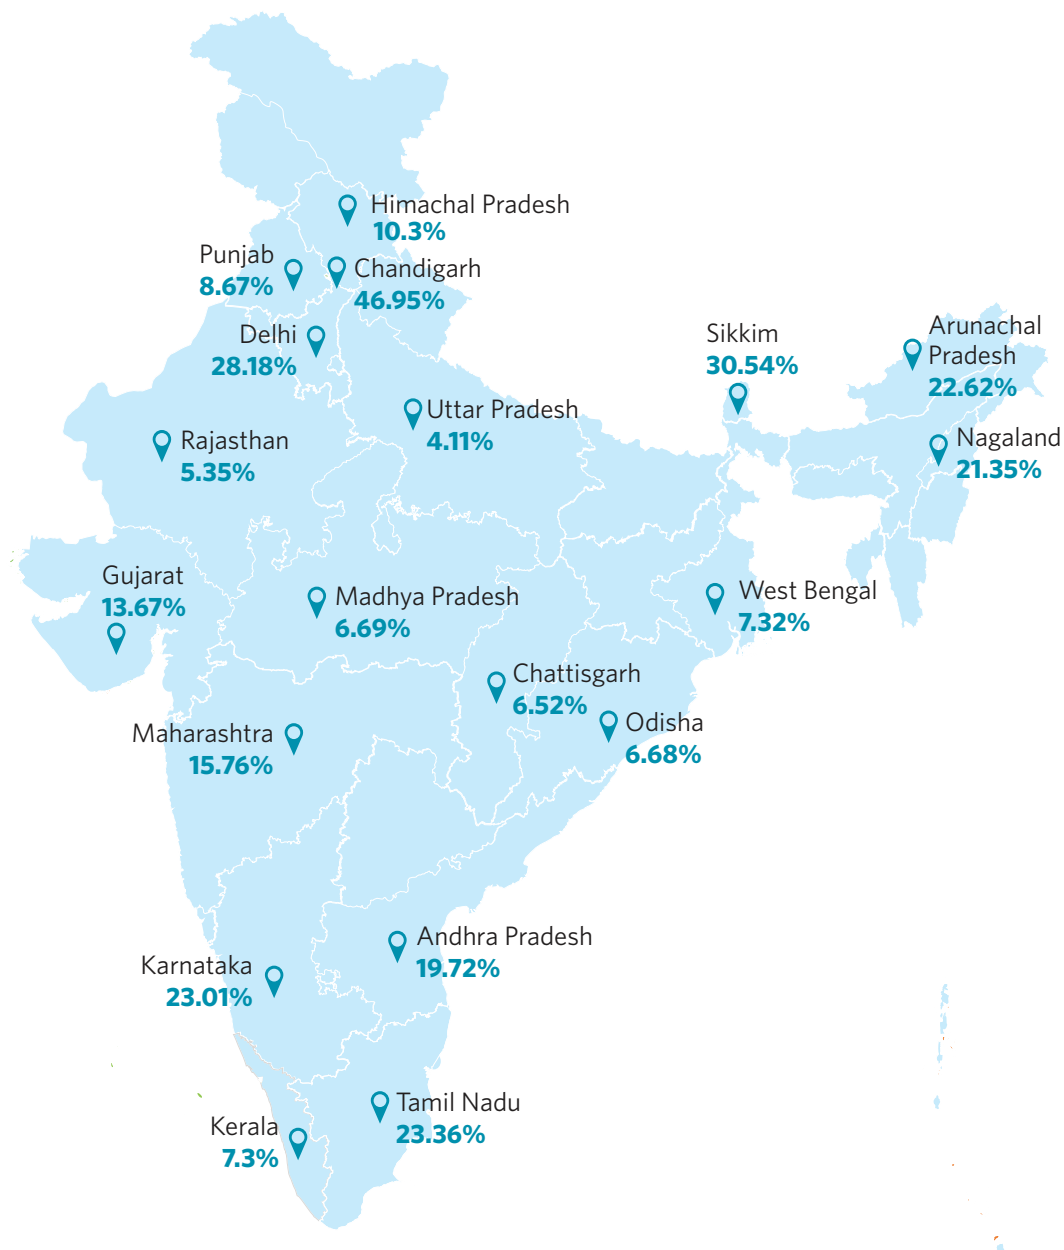 Himachal Pradesh
10.3%
Punjab
8.67%
Chandigarh
46.95%
Delhi
28.18%
Sikkim
30.54%
Arunachal
Pradesh
22.62%
Uttar Pradesh
4.11%
Rajasthan
5.35%
Nagaland
21.35%
Gujarat
13.67%
Madhya Pradesh
6.69%
West Bengal
7.32%
Chattisgarh
6.52%
Odisha
6.68%
Maharashtra
15.76%
Andhra Pradesh
19.72%
Karnataka
23.01%
Tamil Nadu
23.36%
Kerala
7.3%